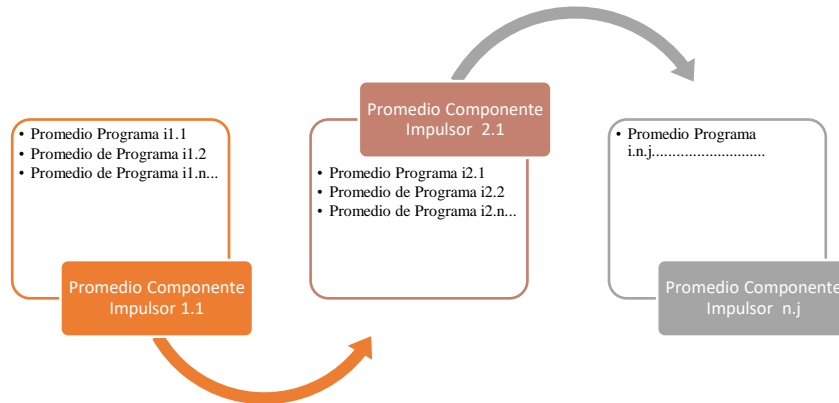 • Promedio Programa i1.1
• Promedio de Programa i1.2
• Promedio de Programa i1.n...
Promedio Componente
Impulsor 1.1
Promedio Componente
Impulsor 2.1
• Promedio Programa i2.1
• Promedio de Programa i2.2
• Promedio de Programa i2.n...
• Promedio Programa
i.n.j............................
Promedio Componente
Impulsor n.j